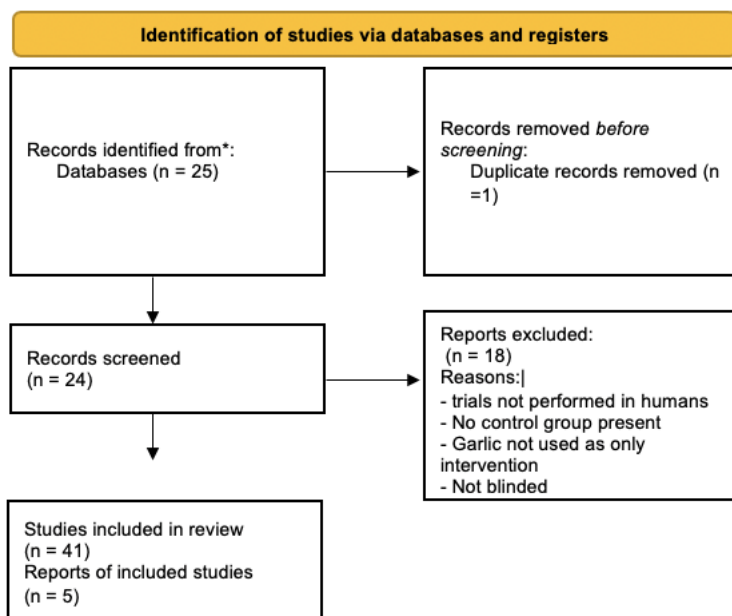 Identification of studies via databases and registers
Records identified from*:
Databases (n = 25)
Records removed before
screening:
Duplicate records removed (n
=1)
Records screened
(n = 24)
Reports excluded:
(n = 18)
Reasons:|
- trials not performed in humans
- No control group present
- Garlic not used as only
intervention
- Not blinded
Studies included in review
(n = 41)
Reports of included studies
(n = 5)